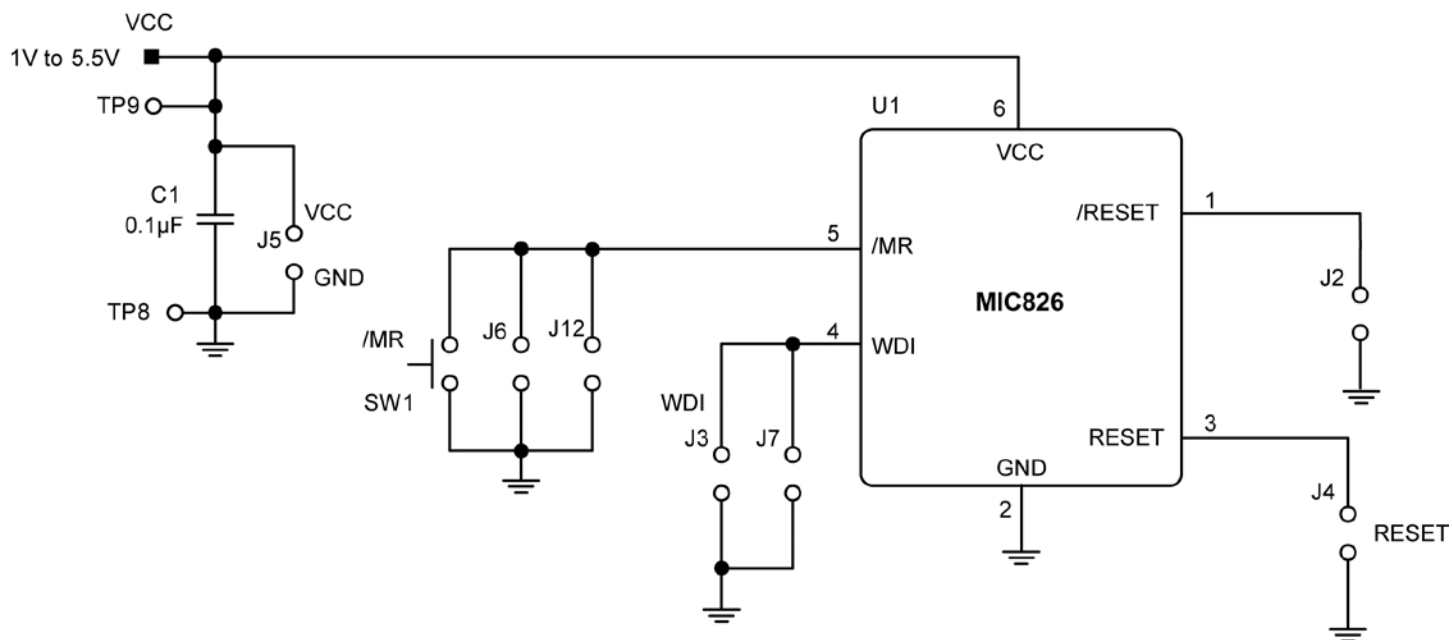 VCC
1V to 5.5V
TP9
C1
0.1µF
VCC
J5
GND
TP8
U1
6
VCC
/RESET
1
5
/MR
MIC826
4
WDI
RESET
3
GND
2
/MR
J6
J12
SW1
WDI
J3
J7
J2
J4
RESET